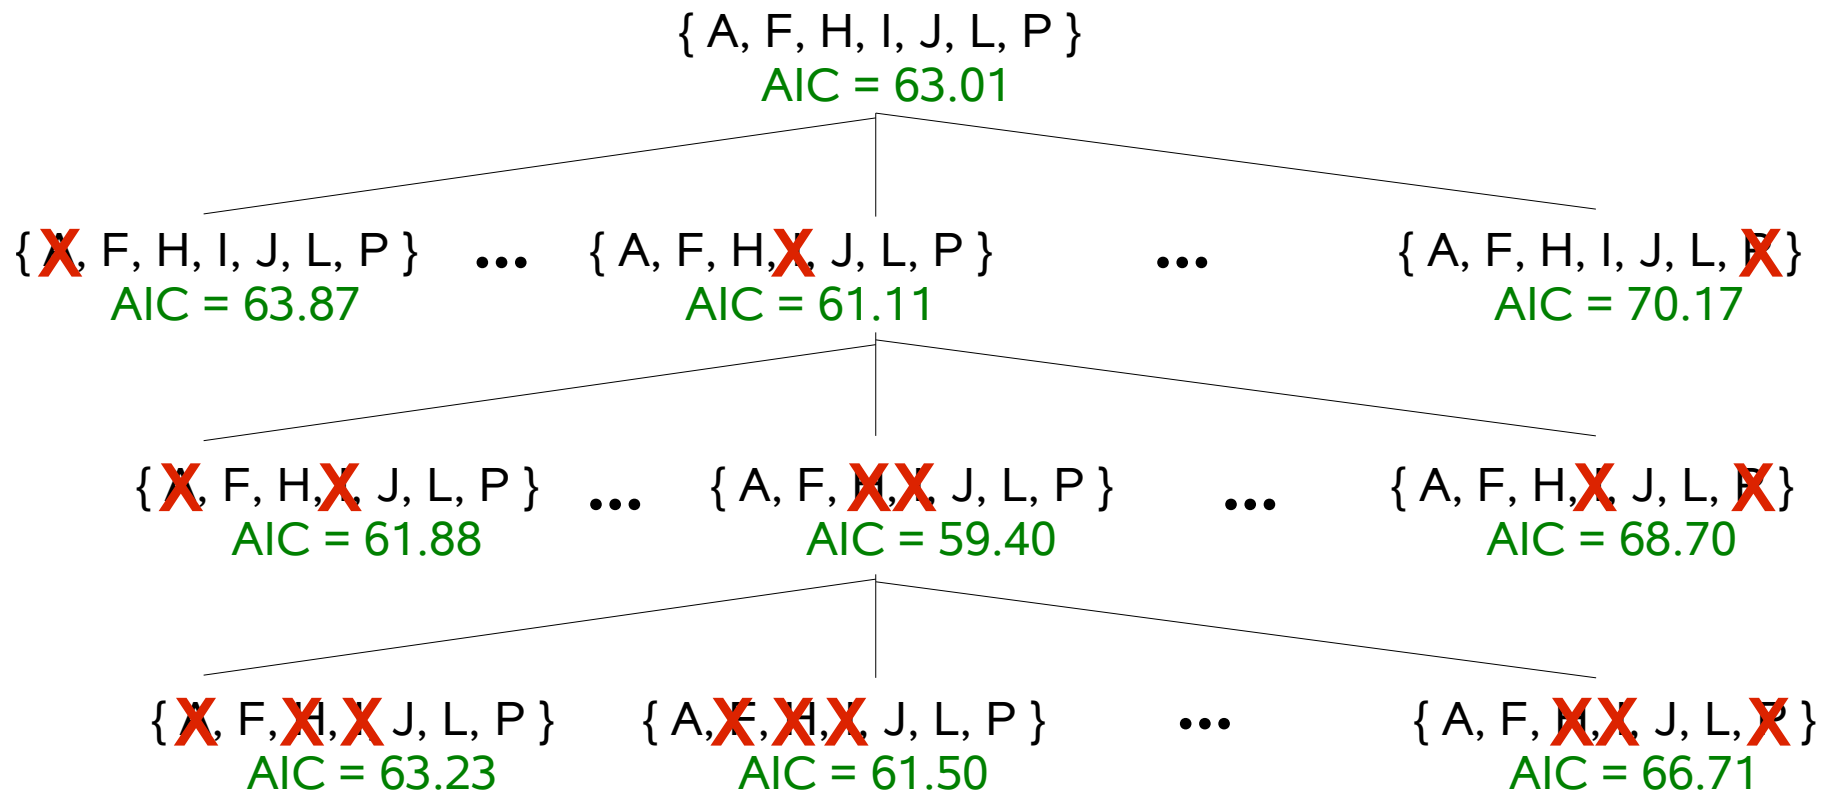 { A, F, H, I, J, L, P }
AIC = 63.01
{ A, F, H, I, J, L, P } ... { A, F, H, I, J, L, P } ... { A, F, H, I, J, L, P }
AIC = 63.87 AIC = 61.11 AIC = 70.17
{ A, F, H, I, J, L, P } ... { A, F, H, I, J, L, P } ... { A, F, H, I, J, L, P }
AIC = 61.88 AIC = 59.40 AIC = 68.70
{ A, F, H, I, J, L, P } { A, F, H, I, J, L, P } ... { A, F, H, I, J, L, P }
AIC = 63.23 AIC = 61.50 AIC = 66.71